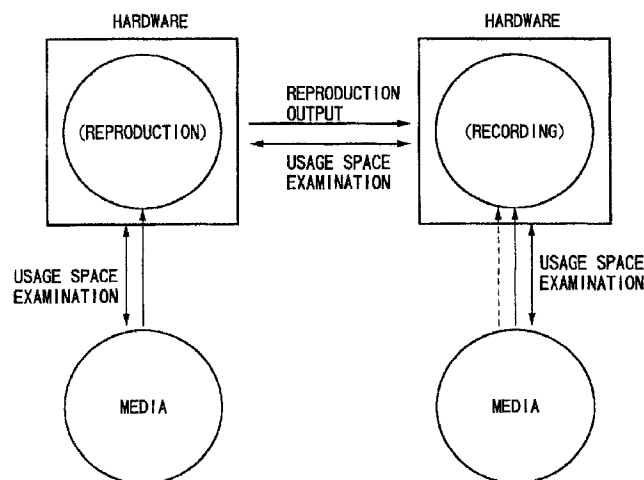 HARDWARE
HARDWARE
(REPRODUCTION)
REPRODUCTION
OUTPUT
USAGE SPACE
EXAMINATION
(RECORDING)
USAGE SPACE
EXAMINATION
USAGE SPACE
EXAMINATION
MEDIA
MEDIA